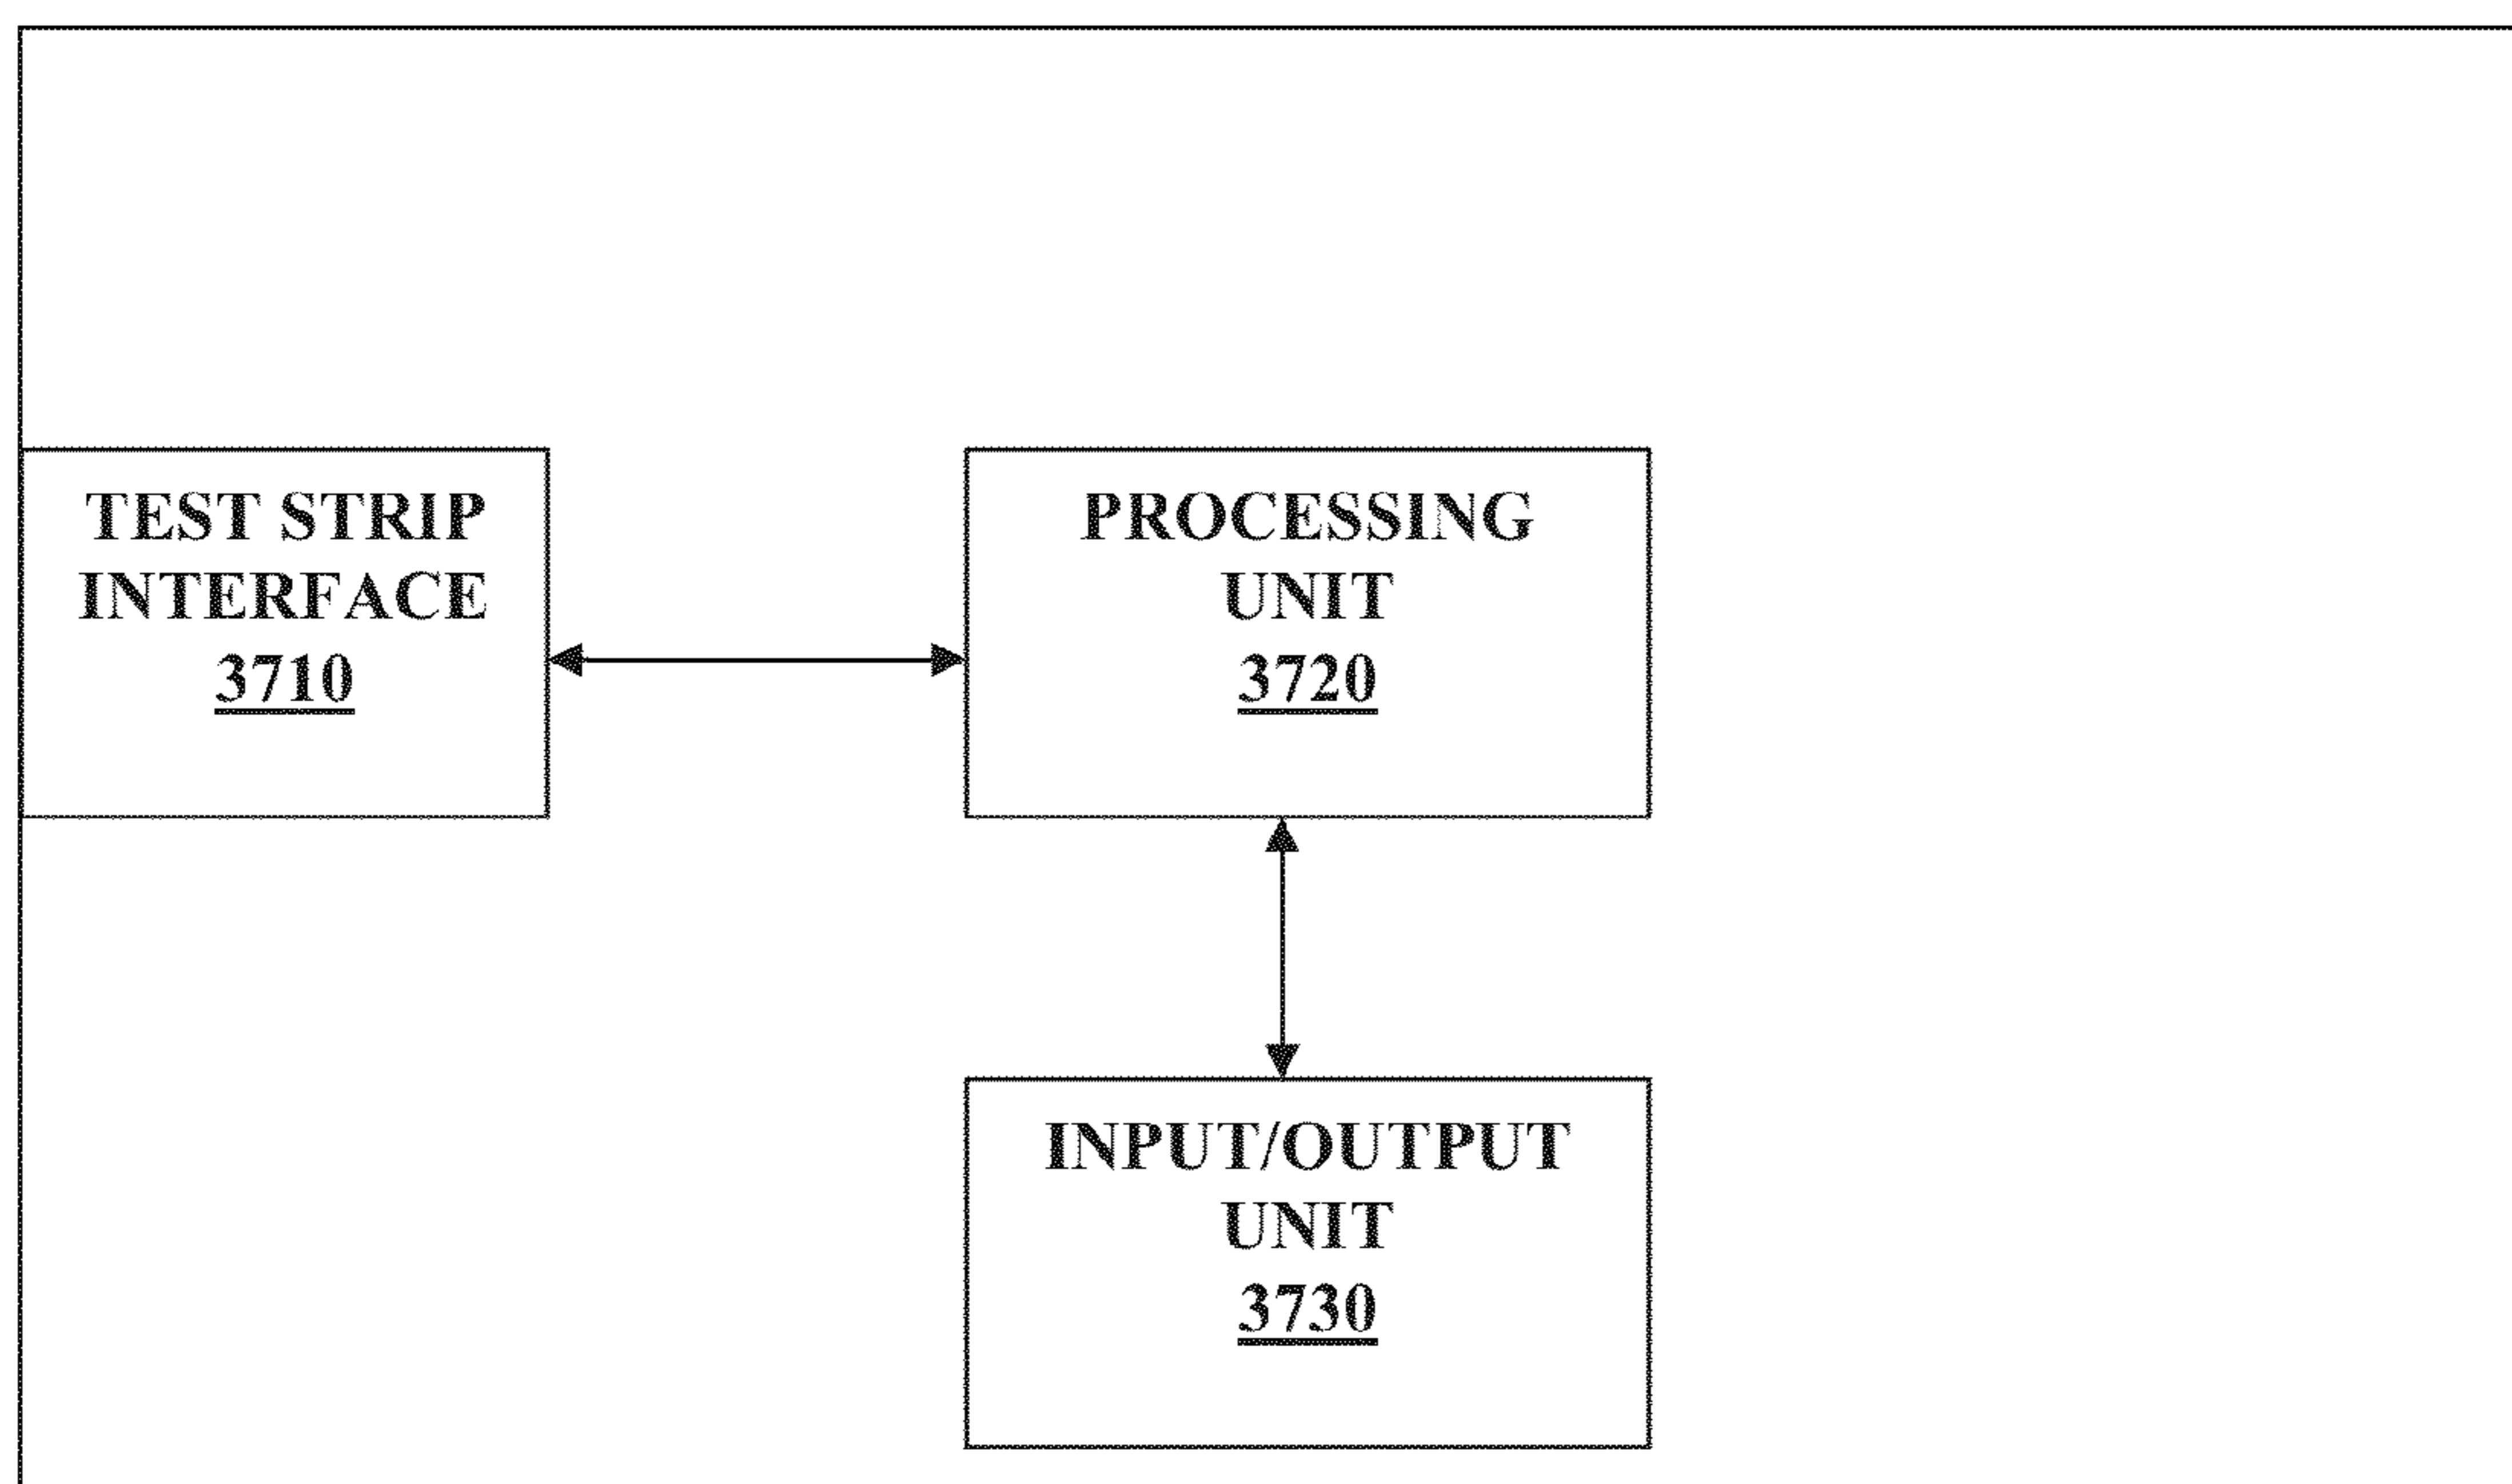 TEST STRIP
INTERFACE
3710
PROCESSING
UNIT
3720
INPUT/OUTPUT
UNIT
3730